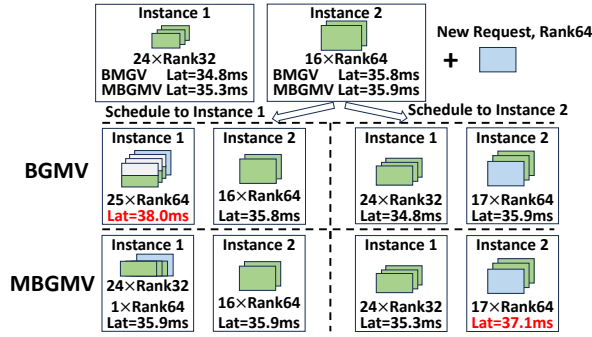 Instance 1
24×Rank32
BMGV Lat=34.8ms
MBGMV Lat=35.3ms
Instance 2
16×Rank64
BMGV Lat=35.8ms
MBGMV Lat=35.9ms
New Request, Rank64
+
Schedule to Instance 1
Schedule to Instance 2
BGMV
Instance 1
25×Rank64
Lat=38.0ms
Instance 2
16×Rank64
Lat=35.8ms
Instance 1
24×Rank32
Lat=34.8ms
Instance 2
17×Rank64
Lat=35.9ms
MBGMV
Instance 1
24×Rank32
1×Rank64
Lat=35.9ms
Instance 2
16×Rank64
Lat=35.9ms
Instance 1
24×Rank32
Lat=35.3ms
Instance 2
17×Rank64
Lat=37.1ms